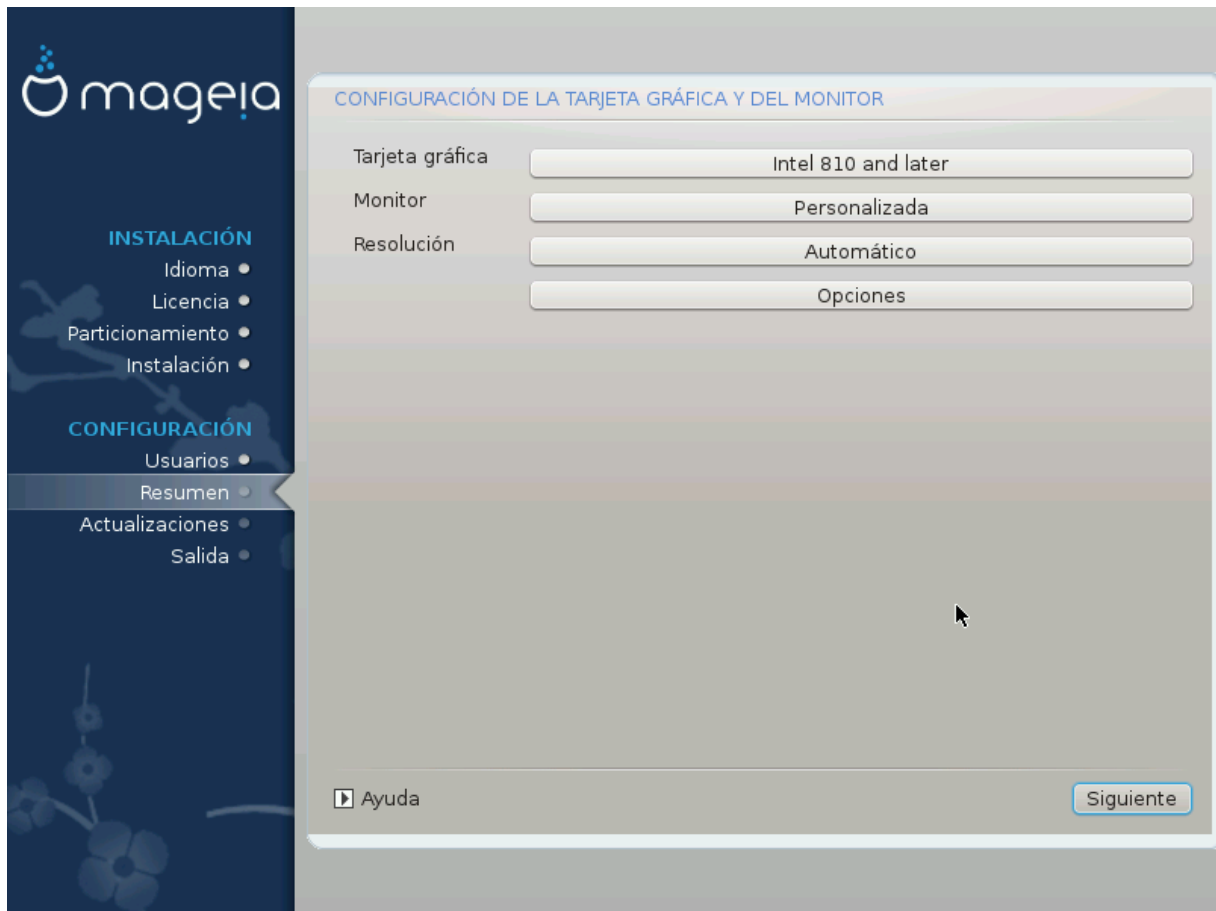 mageia
INSTALACIÓN
Idioma
Licencia
Particionamiento
Instalación
CONFIGURACIÓN
Usuarios
Resumen
Actualizaciones
Salida
CONFIGURACIÓN DE LA TARJETA GRÁFICA Y DEL MONITOR
Tarjeta gráfica Intel 810 and later
Monitor Personalizada
Resolución Automático
Opciones
Ayuda Siguiente